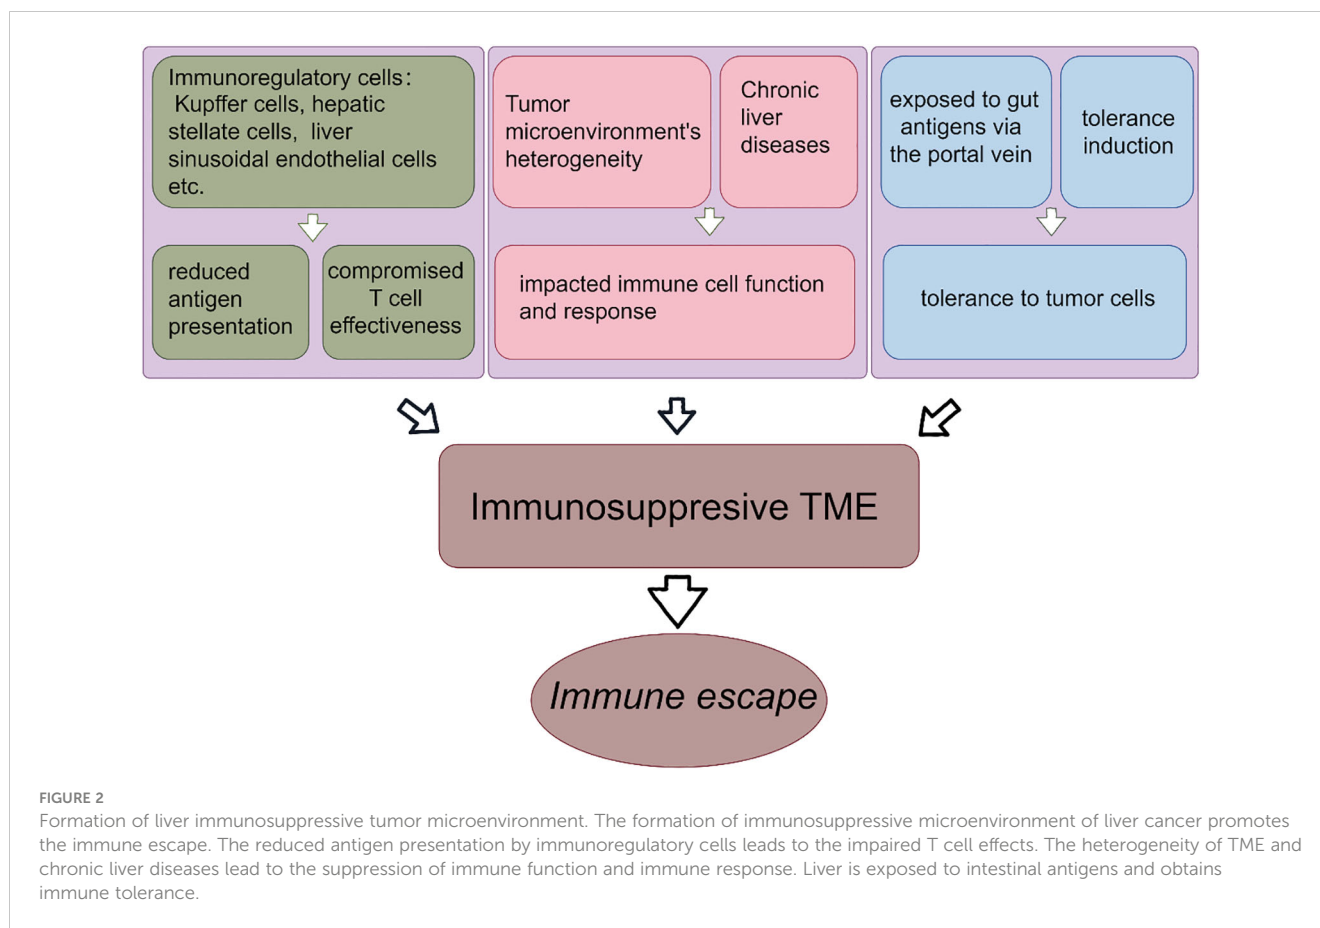 Immunoregulatory cells:
Kupffer cells, hepatic
stellate cells, liver
sinusoidal endothelial cells
etc.
reduced
antigen
presentation
compromised
T cell
effectiveness
Tumor
microenvironment's
heterogeneity
Chronic
liver
diseases
impacted immune cell function
and response
exposed to gut
antigens via
the portal vein
tolerance
induction
tolerance to tumor cells
Immunosuppresive TME
Immune escape
FIGURE 2
Formation of liver immunosuppressive tumor microenvironment. The formation of immunosuppressive microenvironment of liver cancer promotes
the immune escape. The reduced antigen presentation by immunoregulatory cells leads to the impaired T cell effects. The heterogeneity of TME and
chronic liver diseases lead to the suppression of immune function and immune response. Liver is exposed to intestinal antigens and obtains
immune tolerance.